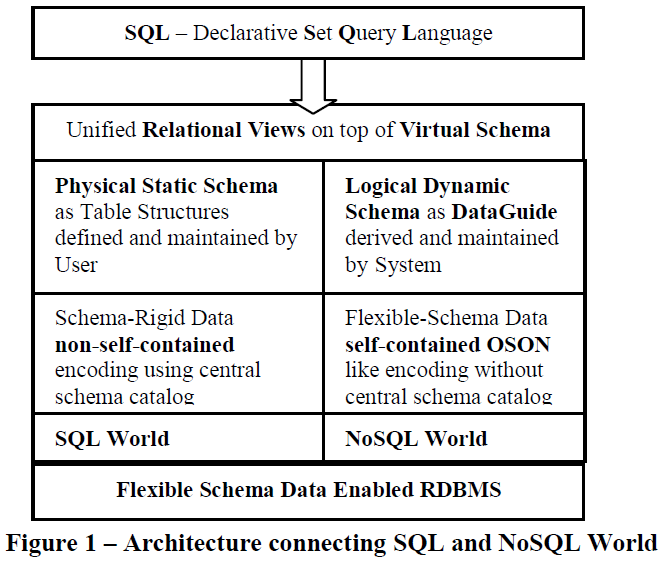 SQL – Declarative Set Query Language
Unified Relational Views on top of Virtual Schema
Physical Static Schema
as Table Structures
defined and maintained by
User
Logical Dynamic
Schema as DataGuide
derived and maintained
by System
Schema-Rigid Data
non-self-contained
encoding using central
schema catalog
Flexible-Schema Data
self-contained OSON
like encoding without
central schema catalog
SQL World
NoSQL World
Flexible Schema Data Enabled RDBMS
Figure 1 – Architecture connecting SQL and NoSQL World